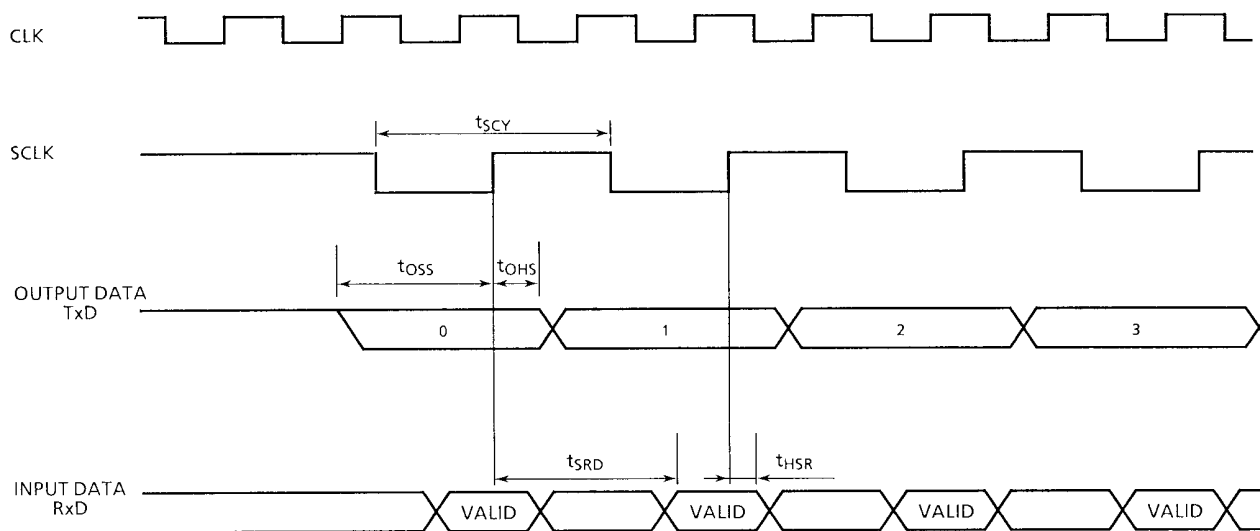 CLK
tSCY
SCLK
tOSS
tOHS
OUTPUT DATA
TxD
0
1
2
3
tSRD
tHSR
INPUT DATA
RxD
VALID
VALID
VALID
VALID